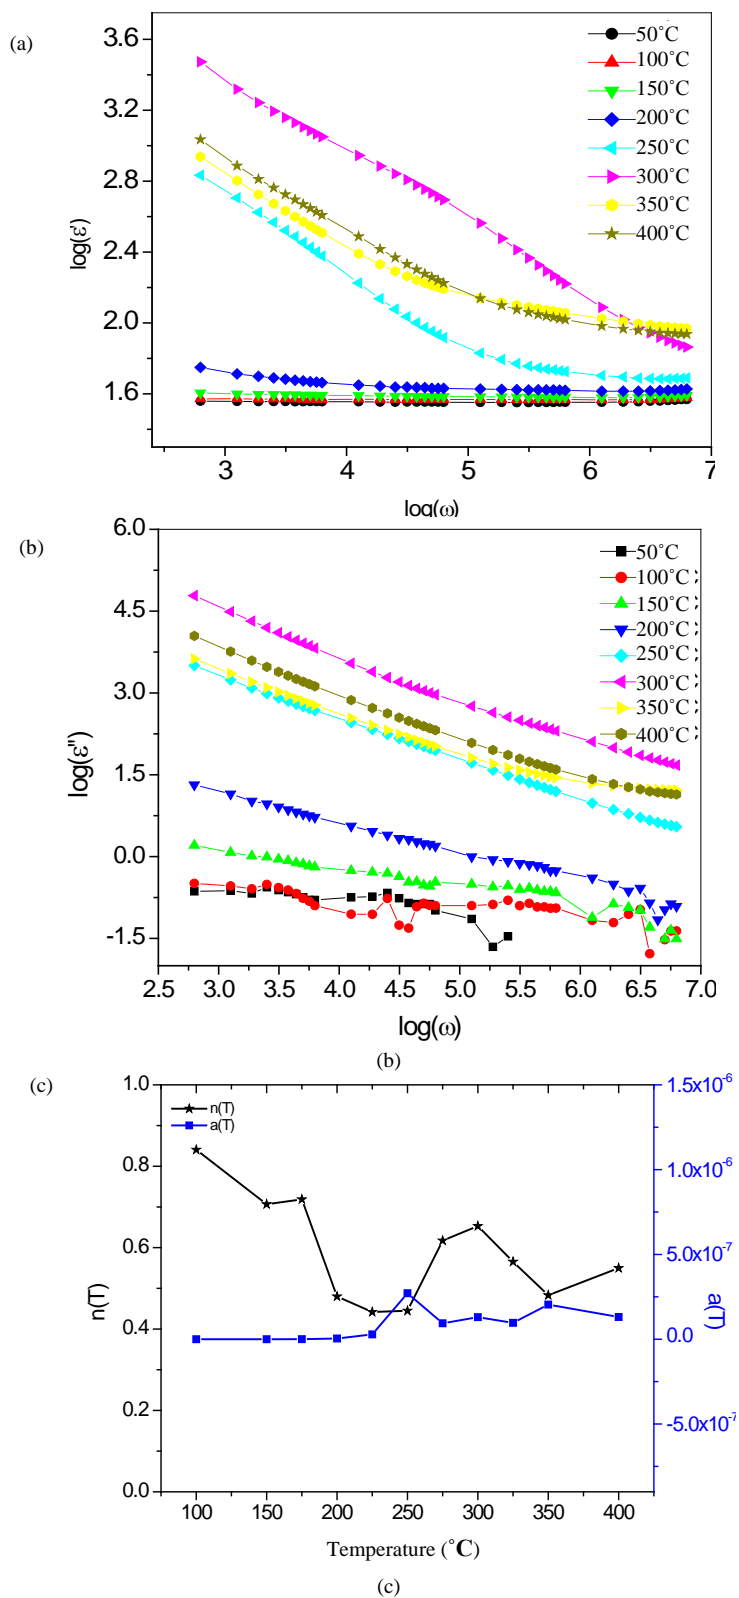 (a)
50°C
100°C
150°C
200°C
250°C
300°C
350°C
400°C
log(ε')
3.6
3.2
2.8
2.4
2.0
1.6
3 4 5 6 7
log(ω)
(b)
50°C
100°C
150°C
200°C
250°C
300°C
350°C
400°C
log(ε")
6.0
4.5
3.0
1.5
0.0
-1.5
2.5 3.0 3.5 4.0 4.5 5.0 5.5 6.0 6.5 7.0
log(ω)
(b)
(c)
n(T)
a(T)
n(T)
1.0
0.8
0.6
0.4
0.2
0.0
1.5x10-6
1.0x10-6
5.0x10-7
0.0
-5.0x10-7
a(T)
100 150 200 250 300 350 400
Temperature (°C)
(c)